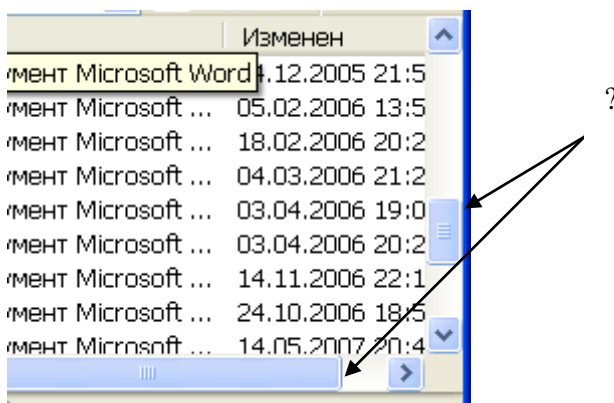 Изменен
умент Microsoft Word 4.12.2005 21:5
умент Microsoft ... 05.02.2006 13:5
умент Microsoft ... 18.02.2006 20:2
умент Microsoft ... 04.03.2006 21:2
умент Microsoft ... 03.04.2006 19:0
умент Microsoft ... 03.04.2006 20:2
умент Microsoft ... 14.11.2006 22:1
умент Microsoft ... 24.10.2006 18:5
умент Microsoft ... 14.05.2007 20:4
?